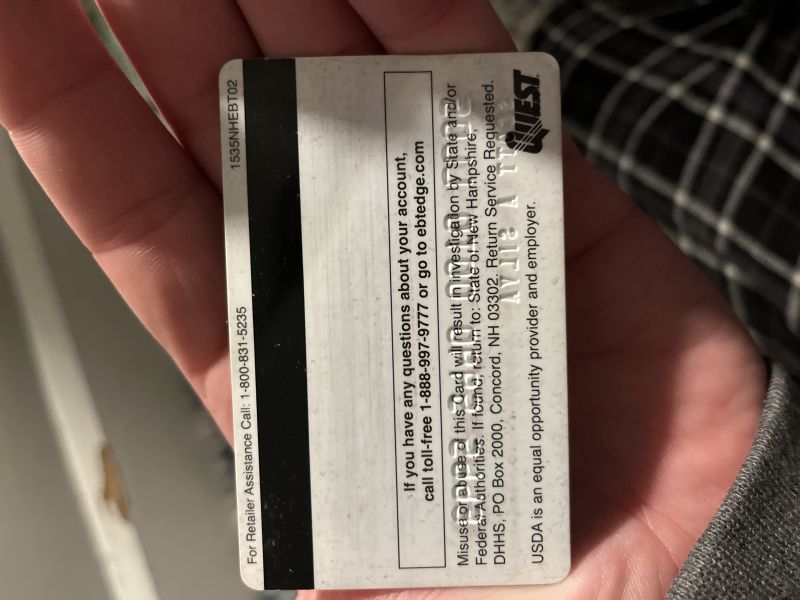 For Retailer Assistance Call: 1-800-831-5235 1535NHEBT02
If you have any questions about your account,
call toll-free 1-888-997-9777 or go to ebtedge.com
Misuse or abuse of this Card will result in investigation by State and/or
Federal Authorities. If found, return to: State of New Hampshire,
DHHS, PO Box 2000, Concord, NH 03302. Return Service Requested.
USDA is an equal opportunity provider and employer.
QUEST